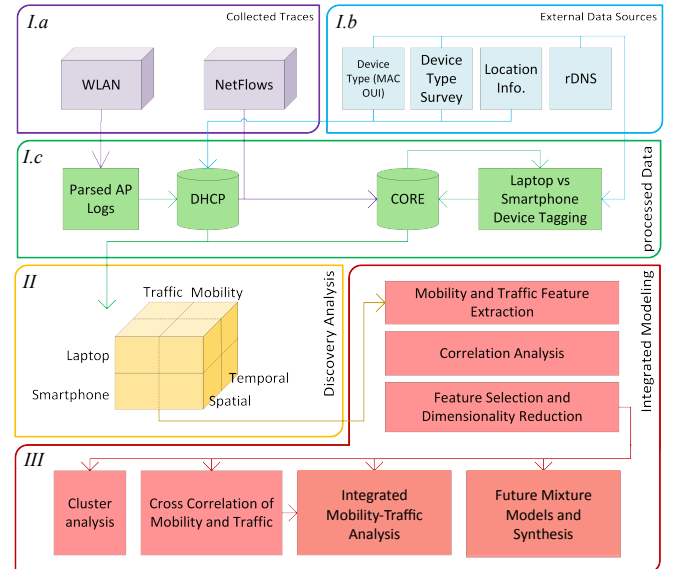 I.a
Collected Traces
WLAN
NetFlows
I.b
External Data Sources
Device
Type (MAC
OUI)
Device
Type
Survey
Location
Info.
rDNS
I.c
Parsed AP
Logs
DHCP
CORE
Laptop vs
Smartphone
Device Tagging
processed Data
II
Traffic
Mobility
Laptop
Smartphone
Temporal
Spatial
Discovery Analysis
Integrated Modeling
Mobility and Traffic Feature
Extraction
Correlation Analysis
Feature Selection and
Dimensionality Reduction
III
Cluster
analysis
Cross Correlation of
Mobility and Traffic
Integrated
Mobility-Traffic
Analysis
Future Mixture
Models and
Synthesis